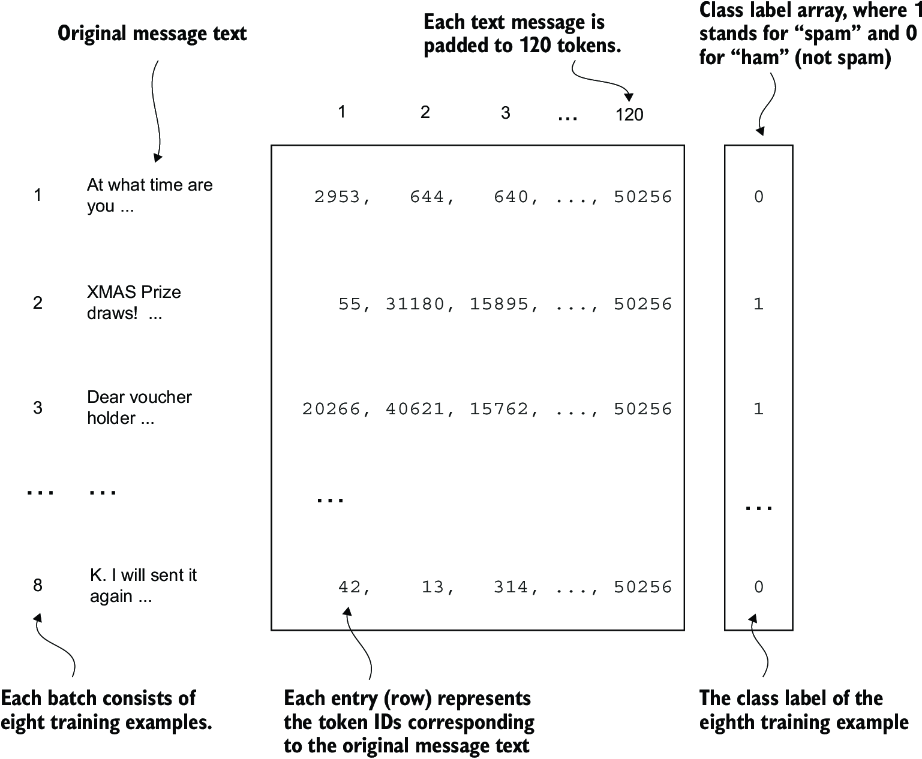 Original message text
Each text message is
padded to 120 tokens.
Class label array, where 1
stands for “spam” and 0
for “ham” (not spam)
1 2 3 ... 120
1
At what time are
you ...
2953, 644, 640, ..., 50256
0
2
XMAS Prize
draws! ...
55, 31180, 15895, ..., 50256
1
3
Dear voucher
holder ...
20266, 40621, 15762, ..., 50256
1
... ... ... ...
8
K. I will sent it
again ...
42, 13, 314, ..., 50256
0
Each batch consists of
eight training examples.
Each entry (row) represents
the token IDs corresponding
to the original message text
The class label of the
eighth training example